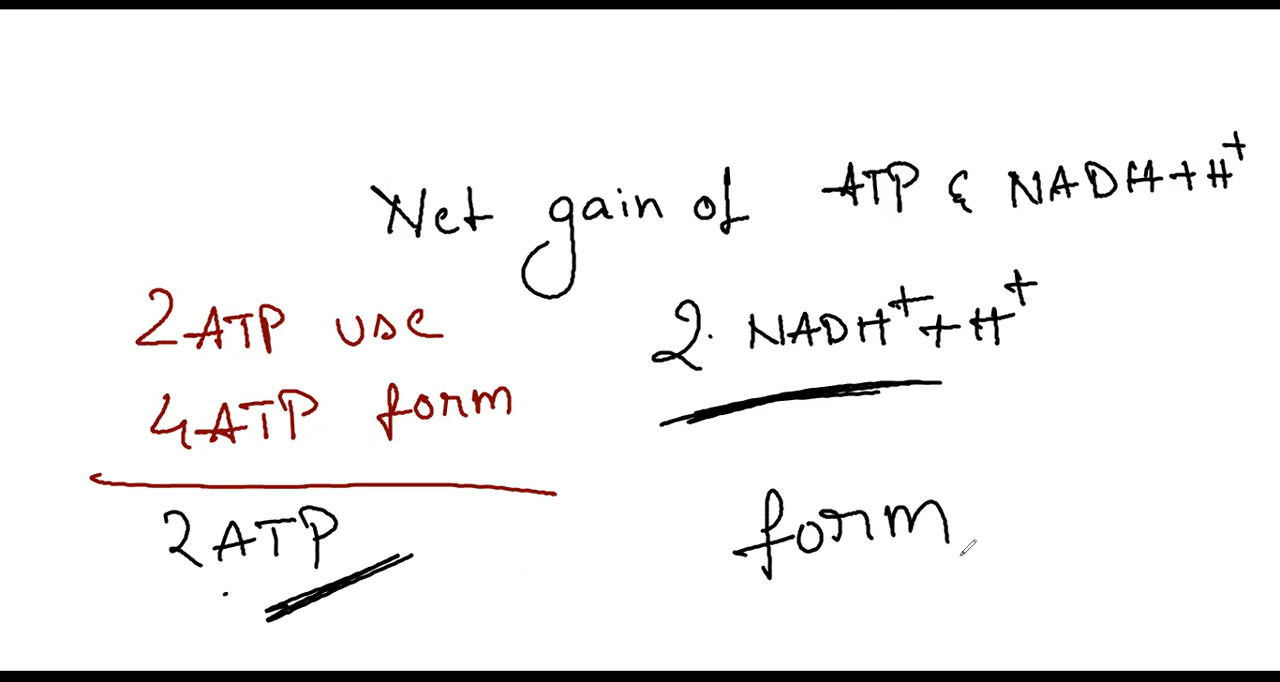 Net gain of ATP & NADH+H⁺
2ATP use
4ATP form
2ATP
2. NADH⁺+H⁺
form